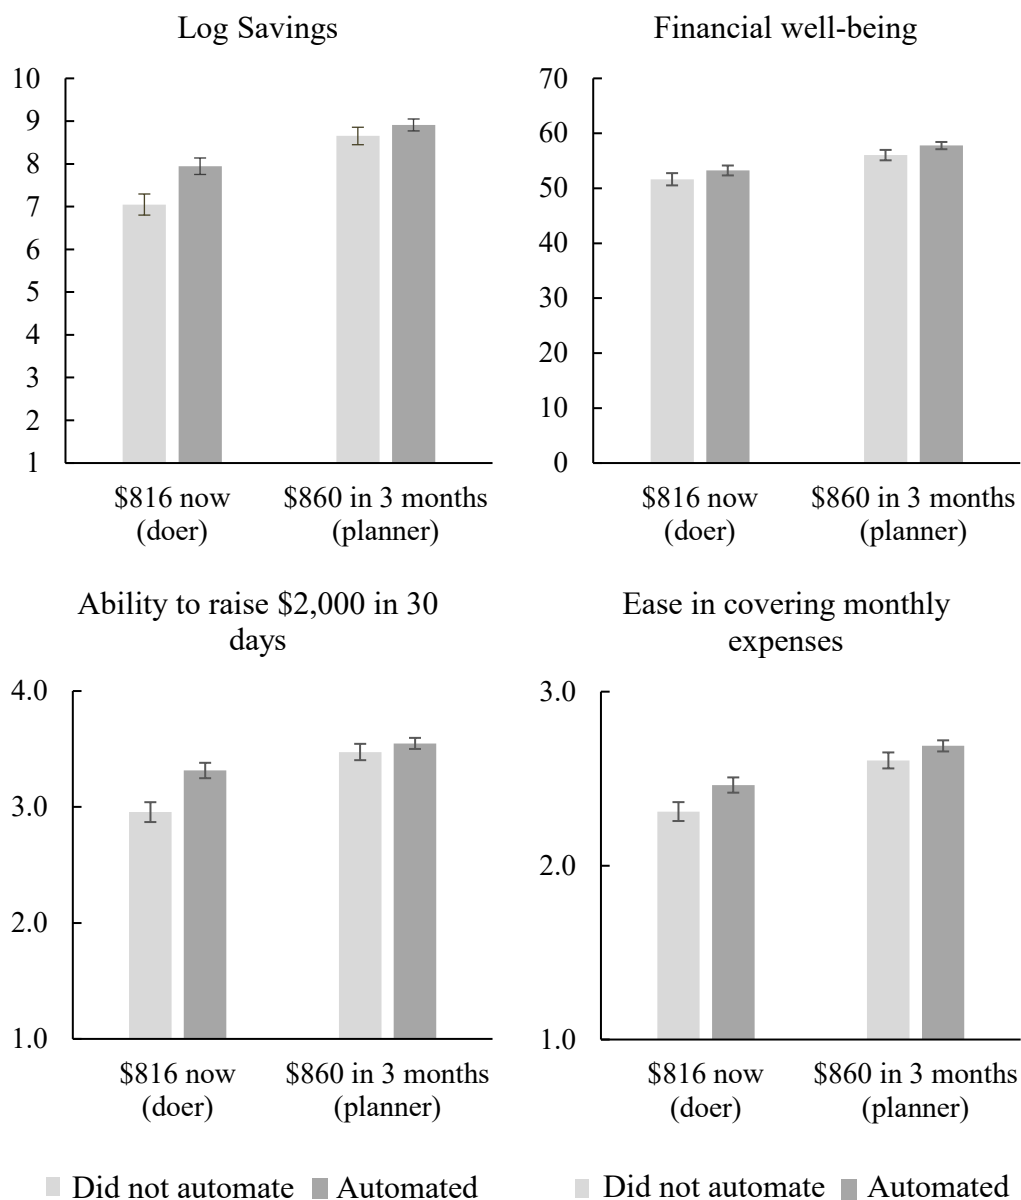 Log Savings
10
9
8
7
6
5
4
3
2
1
$816 now
(doer)
$860 in 3 months
(planner)
Financial well-being
70
60
50
40
30
20
10
0
$816 now
(doer)
$860 in 3 months
(planner)
Ability to raise $2,000 in 30
days
4.0
3.0
2.0
1.0
$816 now
(doer)
$860 in 3 months
(planner)
Did not automate
Automated
Ease in covering monthly
expenses
3.0
2.0
1.0
$816 now
(doer)
$860 in 3 months
(planner)
Did not automate
Automated